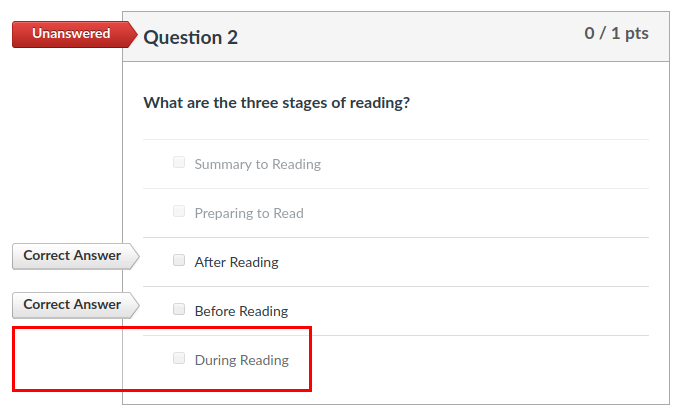 Unanswered
Question 2
0 / 1 pts
What are the three stages of reading?
Summary to Reading
Preparing to Read
Correct Answer
After Reading
Correct Answer
Before Reading
During Reading